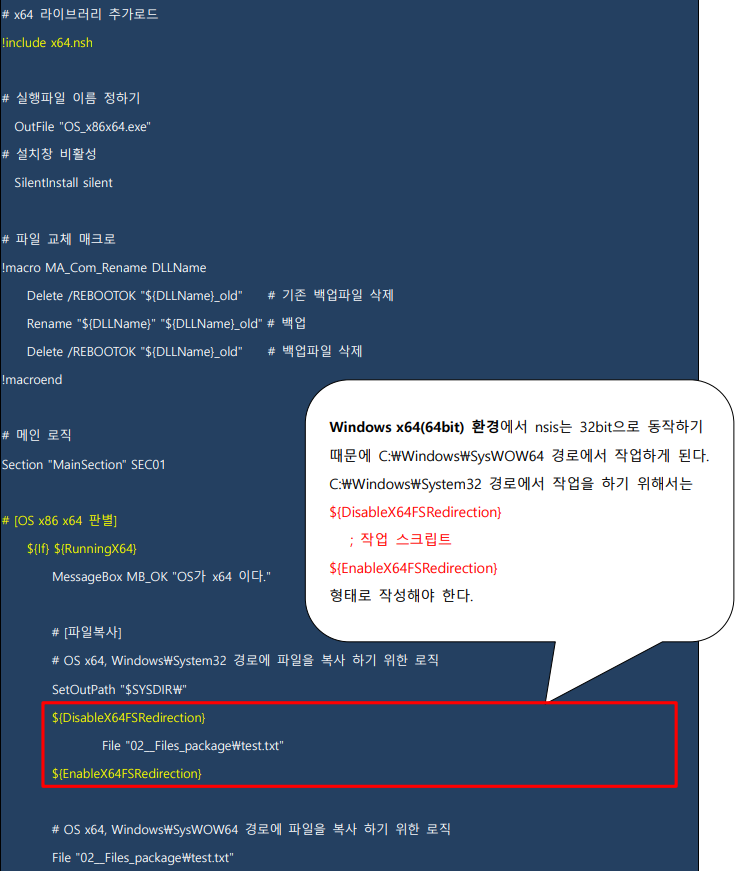 # x64 라이브러리 추가로드
!include x64.nsh
# 실행파일 이름 정하기
OutFile "OS_x86x64.exe"
# 설치창 비활성
SilentInstall silent
# 파일 교체 매크로
!macro MA_Com_Rename DLLName
Delete /REBOOTOK "${DLLName}_old" # 기존 백업파일 삭제
Rename "${DLLName}" "${DLLName}_old" # 백업
Delete /REBOOTOK "${DLLName}_old" # 백업파일 삭제
!macroend
# 메인 로직
Section "MainSection" SEC01
# [OS x86 x64 판별]
${If} ${RunningX64}
MessageBox MB_OK "OS가 x64 이다."
# [파일복사]
# OS x64, Windows₩System32 경로에 파일을 복사 하기 위한 로직
SetOutPath "$SYSDIR₩"
${DisableX64FSRedirection}
File "02__Files_package₩test.txt"
${EnableX64FSRedirection}
# OS x64, Windows₩SysWOW64 경로에 파일을 복사 하기 위한 로직
File "02__Files_package₩test.txt"
Windows x64(64bit) 환경에서 nsis는 32bit으로 동작하기
때문에 C:₩Windows₩SysWOW64 경로에서 작업하게 된다.
C:₩Windows₩System32 경로에서 작업을 하기 위해서는
${DisableX64FSRedirection}
; 작업 스크립트
${EnableX64FSRedirection}
형태로 작성해야 한다.